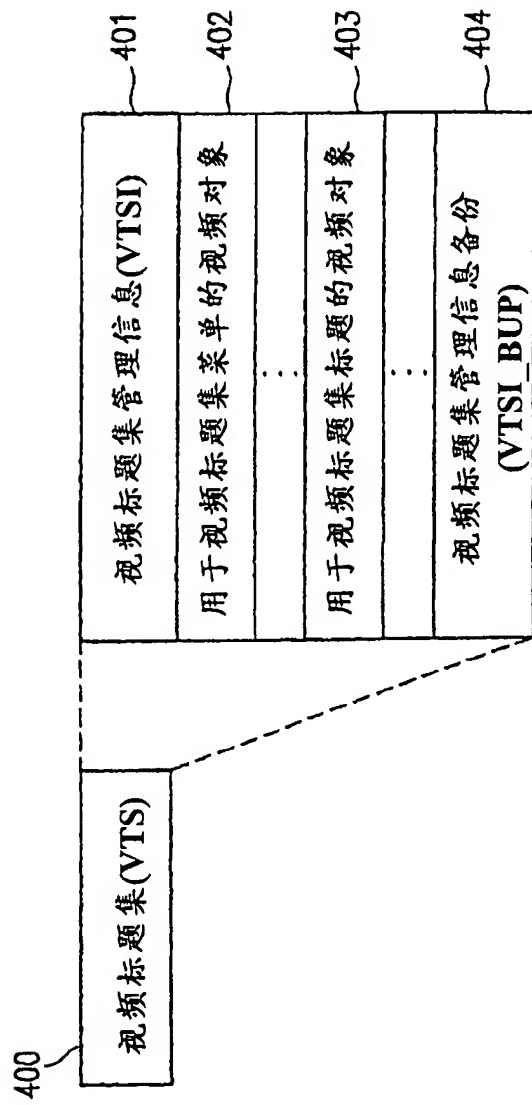 400
视频标题集(VTS)
视频标题集管理信息(VTSI)
401
用于视频标题集菜单的视频对象
402
...
用于视频标题集标题的视频对象
403
...
视频标题集管理信息备份
(VTSI_BUP)
404